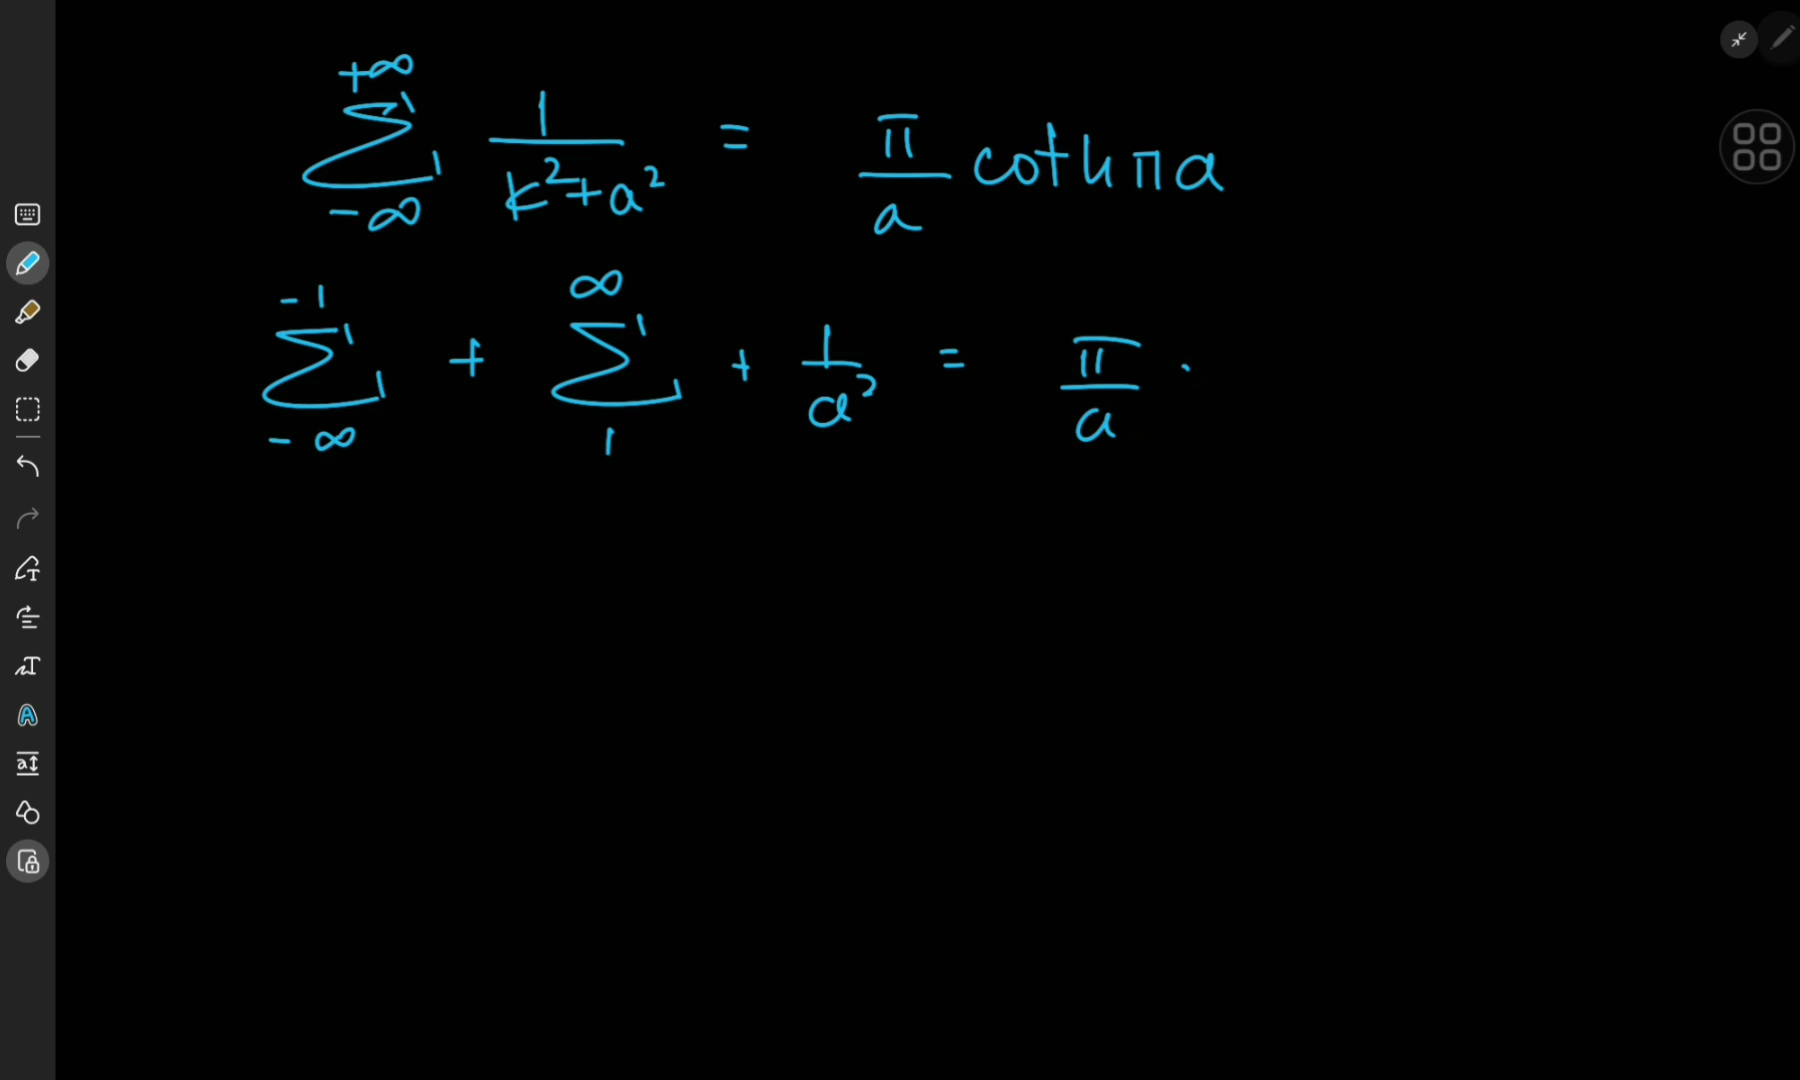 +∞ ∑ -∞ 1/(k²+a²) = π/a coth πa
-1 ∑ -∞ + ∞ ∑ 1 + 1/a² = π/a ·